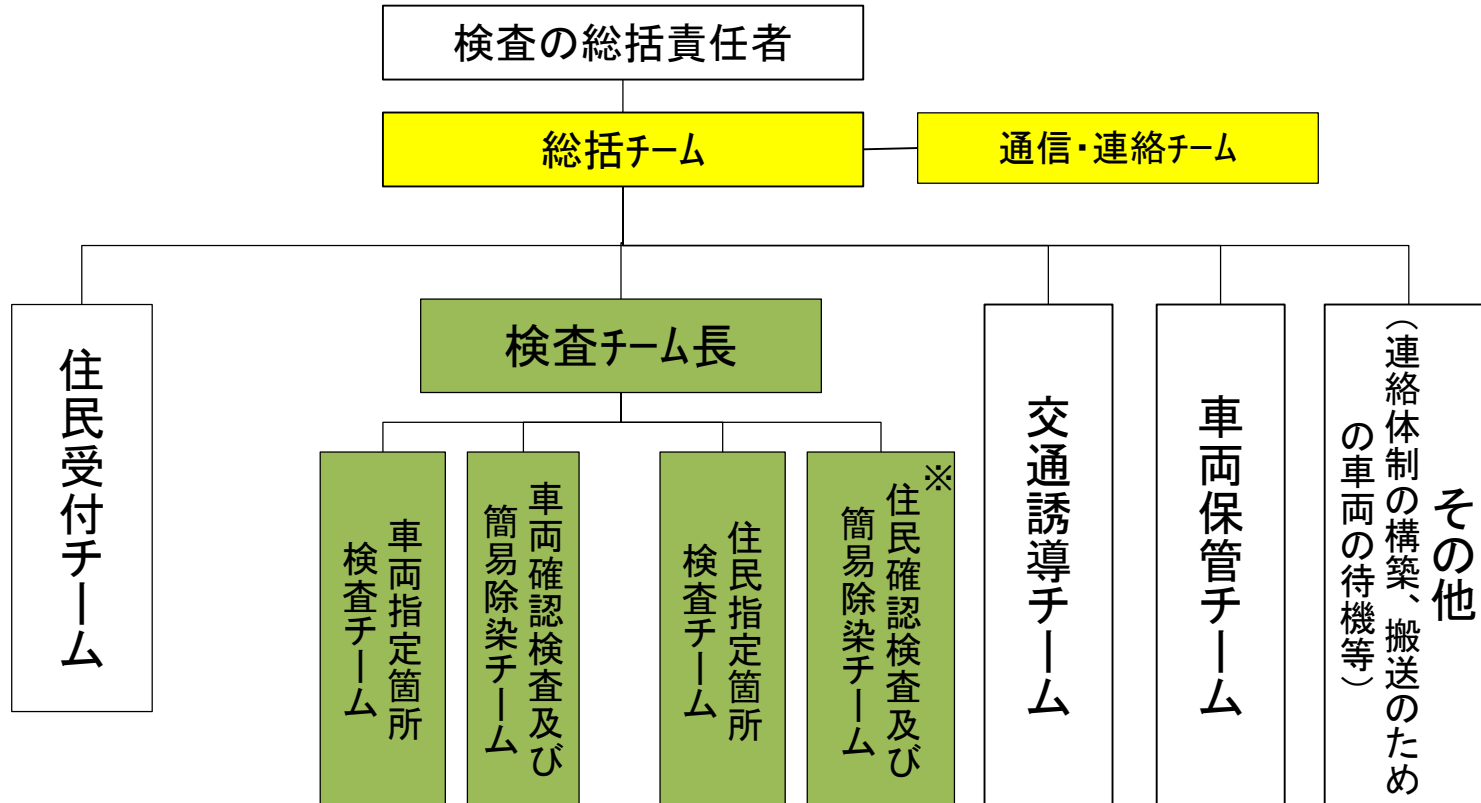 検査の総括責任者
総括チーム
通信・連絡チーム
住民受付チーム
検査チーム長
車両指定箇所
検査チーム
車両確認検査及び
簡易除染チーム
住民指定箇所
検査チーム
※
住民確認検査及び
簡易除染チーム
交通誘導チーム
車両保管チーム
その他
（連絡体制の構築、搬送のため
の車両の待機等）